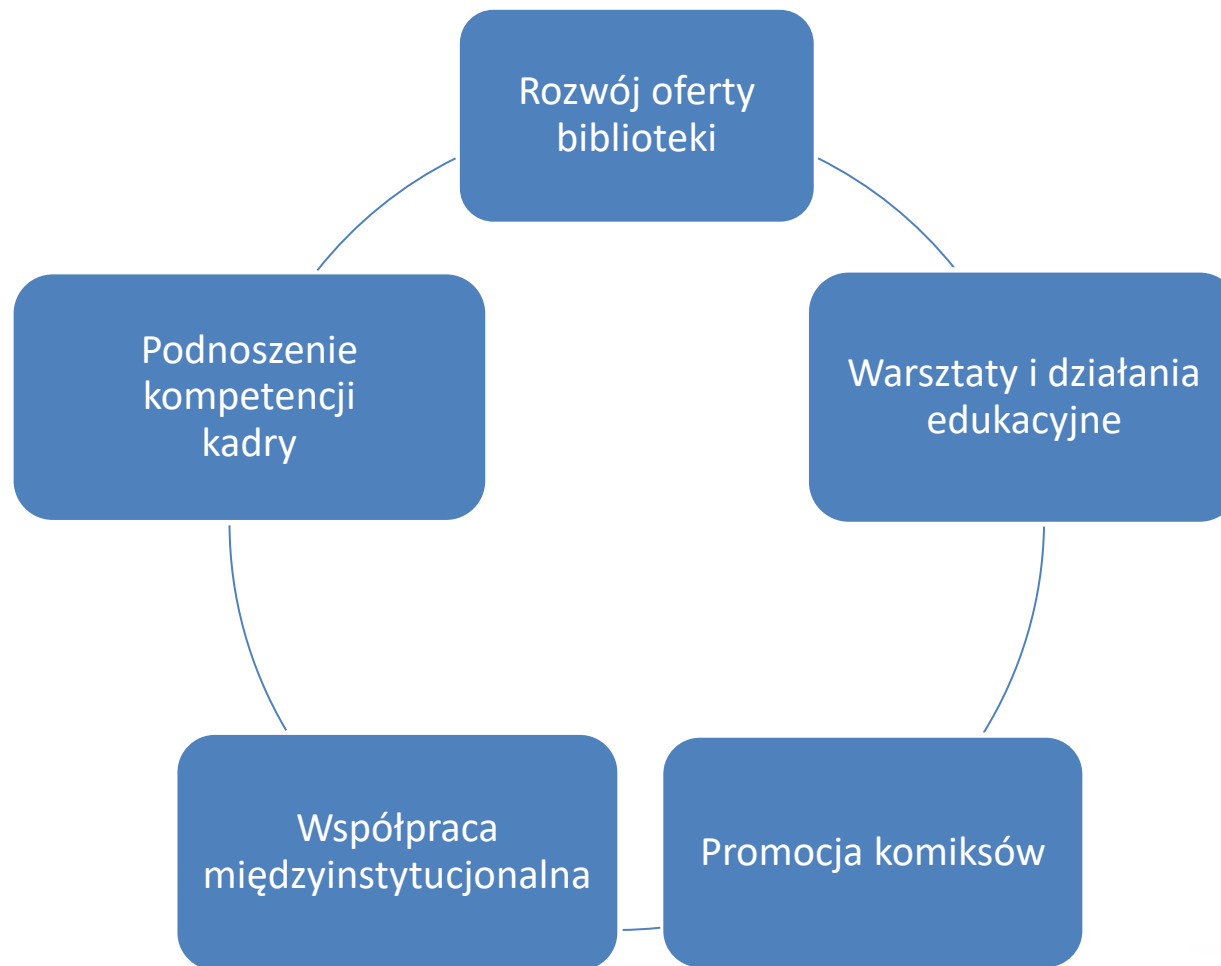 Rozwój oferty
biblioteki
Warsztaty i działania
edukacyjne
Promocja komiksów
Współpraca
międzyinstytucjonalna
Podnoszenie
kompetencji
kadry